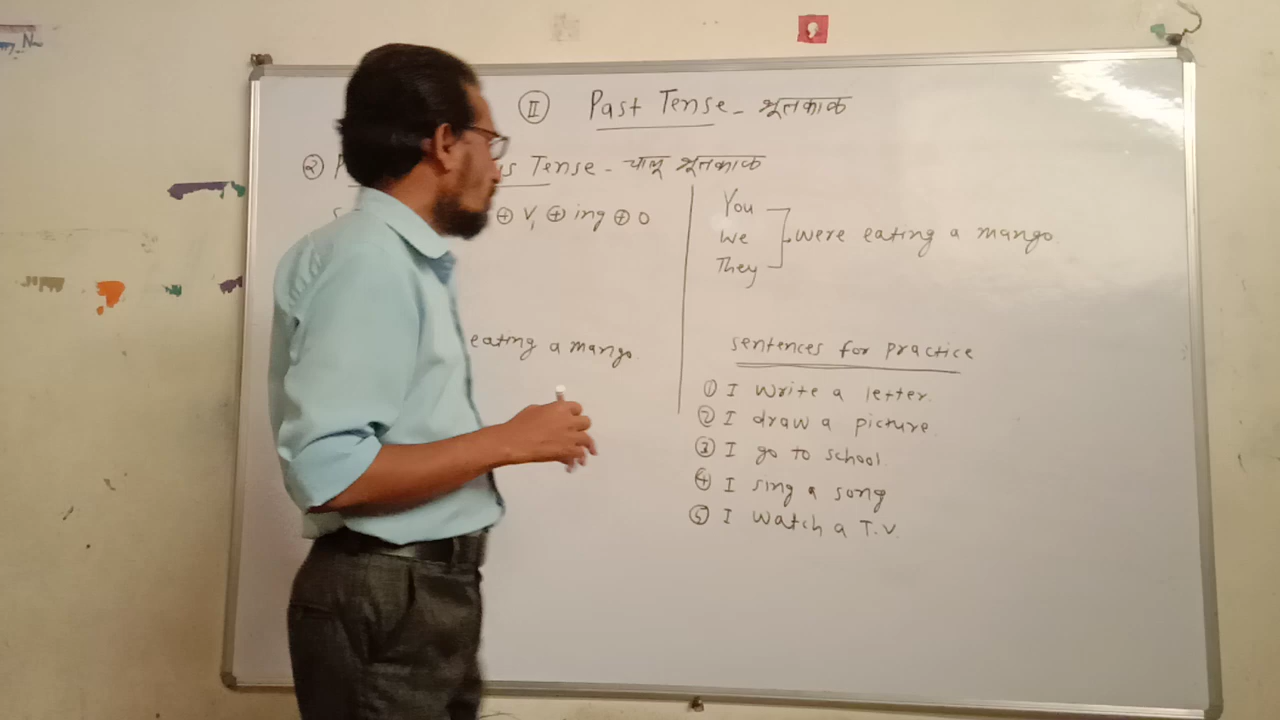 II Past Tense - भूतकाळ
② P s Tense - चालू भूतकाळ
S ⊕ V₁ ⊕ ing ⊕ O
eating a mango.
You
We
They
were eating a mango.
sentences for practice
① I write a letter.
② I draw a picture.
③ I go to school.
④ I sing a song
⑤ I watch a T.V.